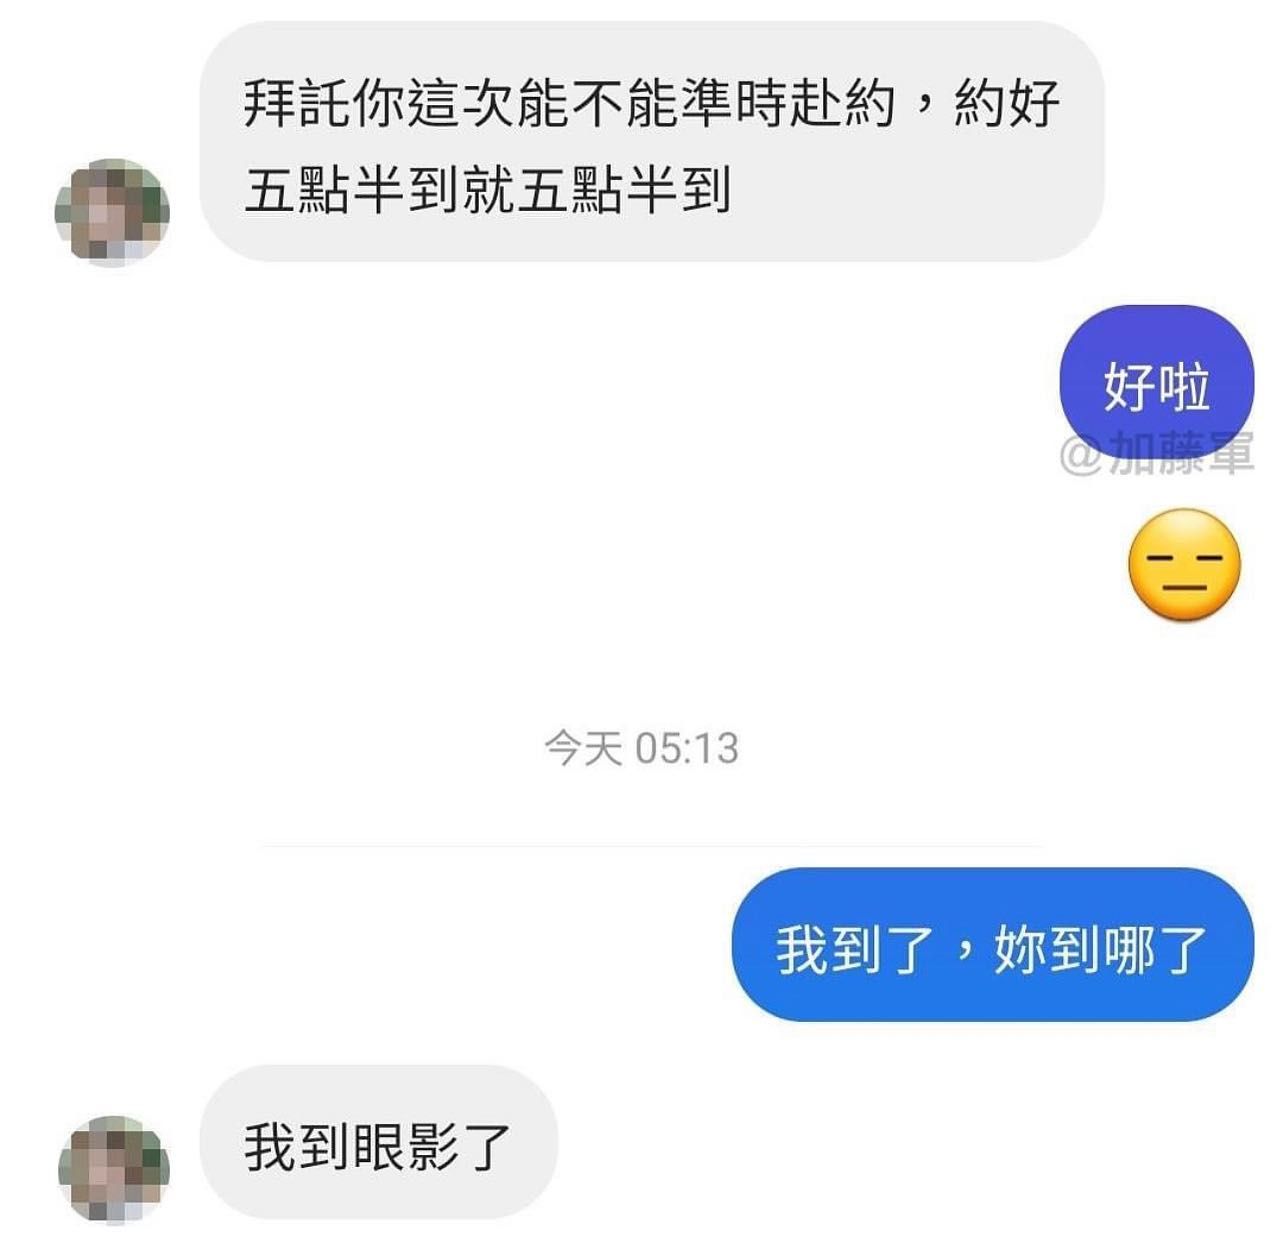 拜託你這次能不能準時赴約，約好
五點半到就五點半到
好啦
@加藤軍
今天 05:13
我到了，妳到哪了
我到眼影了